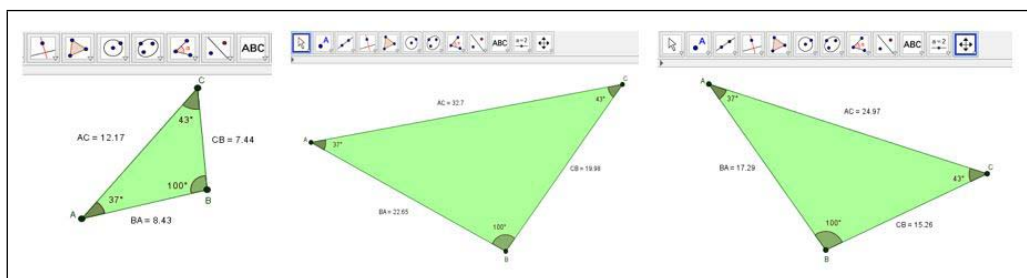 ABC
C
43°
AC = 12.17
CB = 7.44
100°
37°
A
B
BA = 8.43
A
ABC
a=2
C
AC = 32.7
43°
A
37°
CB = 19.98
BA = 22.65
100°
B
A
ABC
a=2
A
37°
AC = 24.97
BA = 17.29
C
43°
100°
CB = 15.26
B